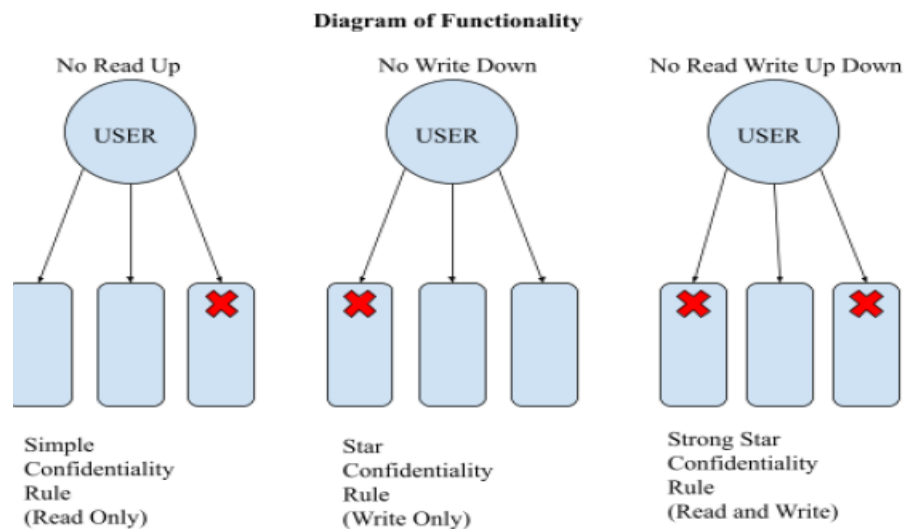 Diagram of Functionality
No Read Up
No Write Down
No Read Write Up Down
USER
USER
USER
Simple
Confidentiality
Rule
(Read Only)
Star
Confidentiality
Rule
(Write Only)
Strong Star
Confidentiality
Rule
(Read and Write)